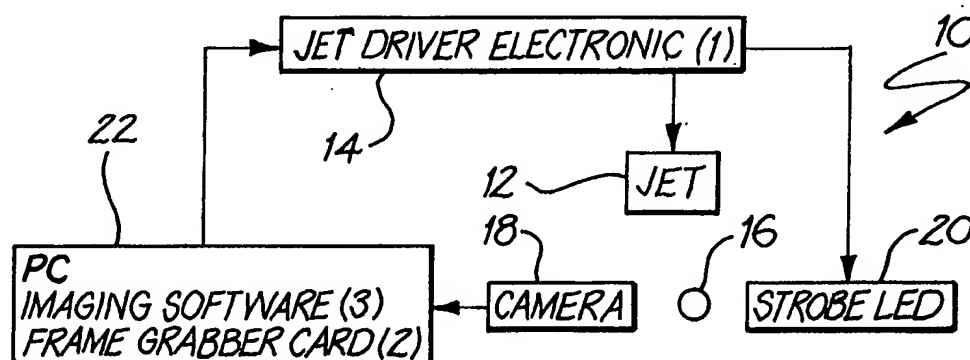 JET DRIVER ELECTRONIC (1)
10
22
14
12
JET
18
16
20
PC
IMAGING SOFTWARE (3)
FRAME GRABBER CARD (2)
CAMERA
STROBE LED